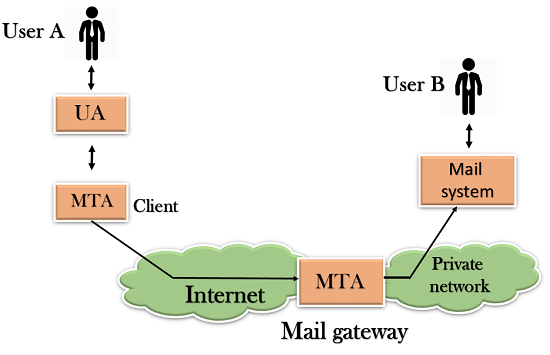 User A
UA
MTA
Client
User B
Mail
system
Internet
MTA
Private
network
Mail gateway